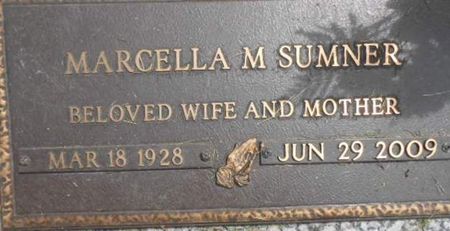 MARCELLA M SUMNER
BELOVED WIFE AND MOTHER
MAR 18 1928 JUN 29 2009